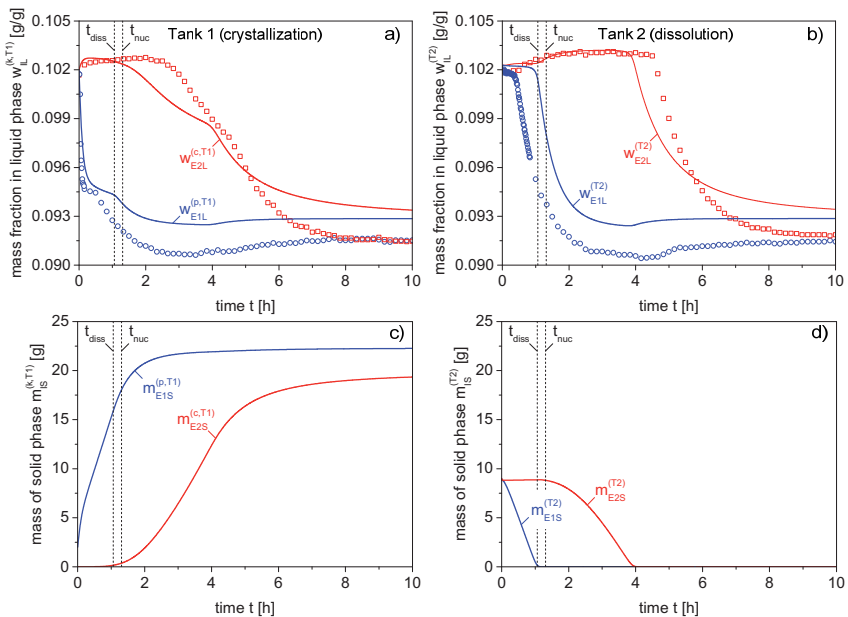 Tank 1 (crystallization)
a)
t_diss
t_nuc
mass fraction in liquid phase w_IL^(k,T1) [g/g]
0.105
0.102
0.099
0.096
0.093
0.090
w_E2L^(c,T1)
w_E1L^(p,T1)
0 2 4 6 8 10
time t [h]
Tank 2 (dissolution)
b)
t_diss
t_nuc
mass fraction in liquid phase w_IL^(T2) [g/g]
0.105
0.102
0.099
0.096
0.093
0.090
w_E2L^(T2)
w_E1L^(T2)
0 2 4 6 8 10
time t [h]
c)
t_diss
t_nuc
mass of solid phase m_IS^(k,T1) [g]
25
20
15
10
5
0
m_E1S^(p,T1)
m_E2S^(c,T1)
0 2 4 6 8 10
time t [h]
d)
t_diss
t_nuc
mass of solid phase m_IS^(T2) [g]
25
20
15
10
5
0
m_E2S^(T2)
m_E1S^(T2)
0 2 4 6 8 10
time t [h]